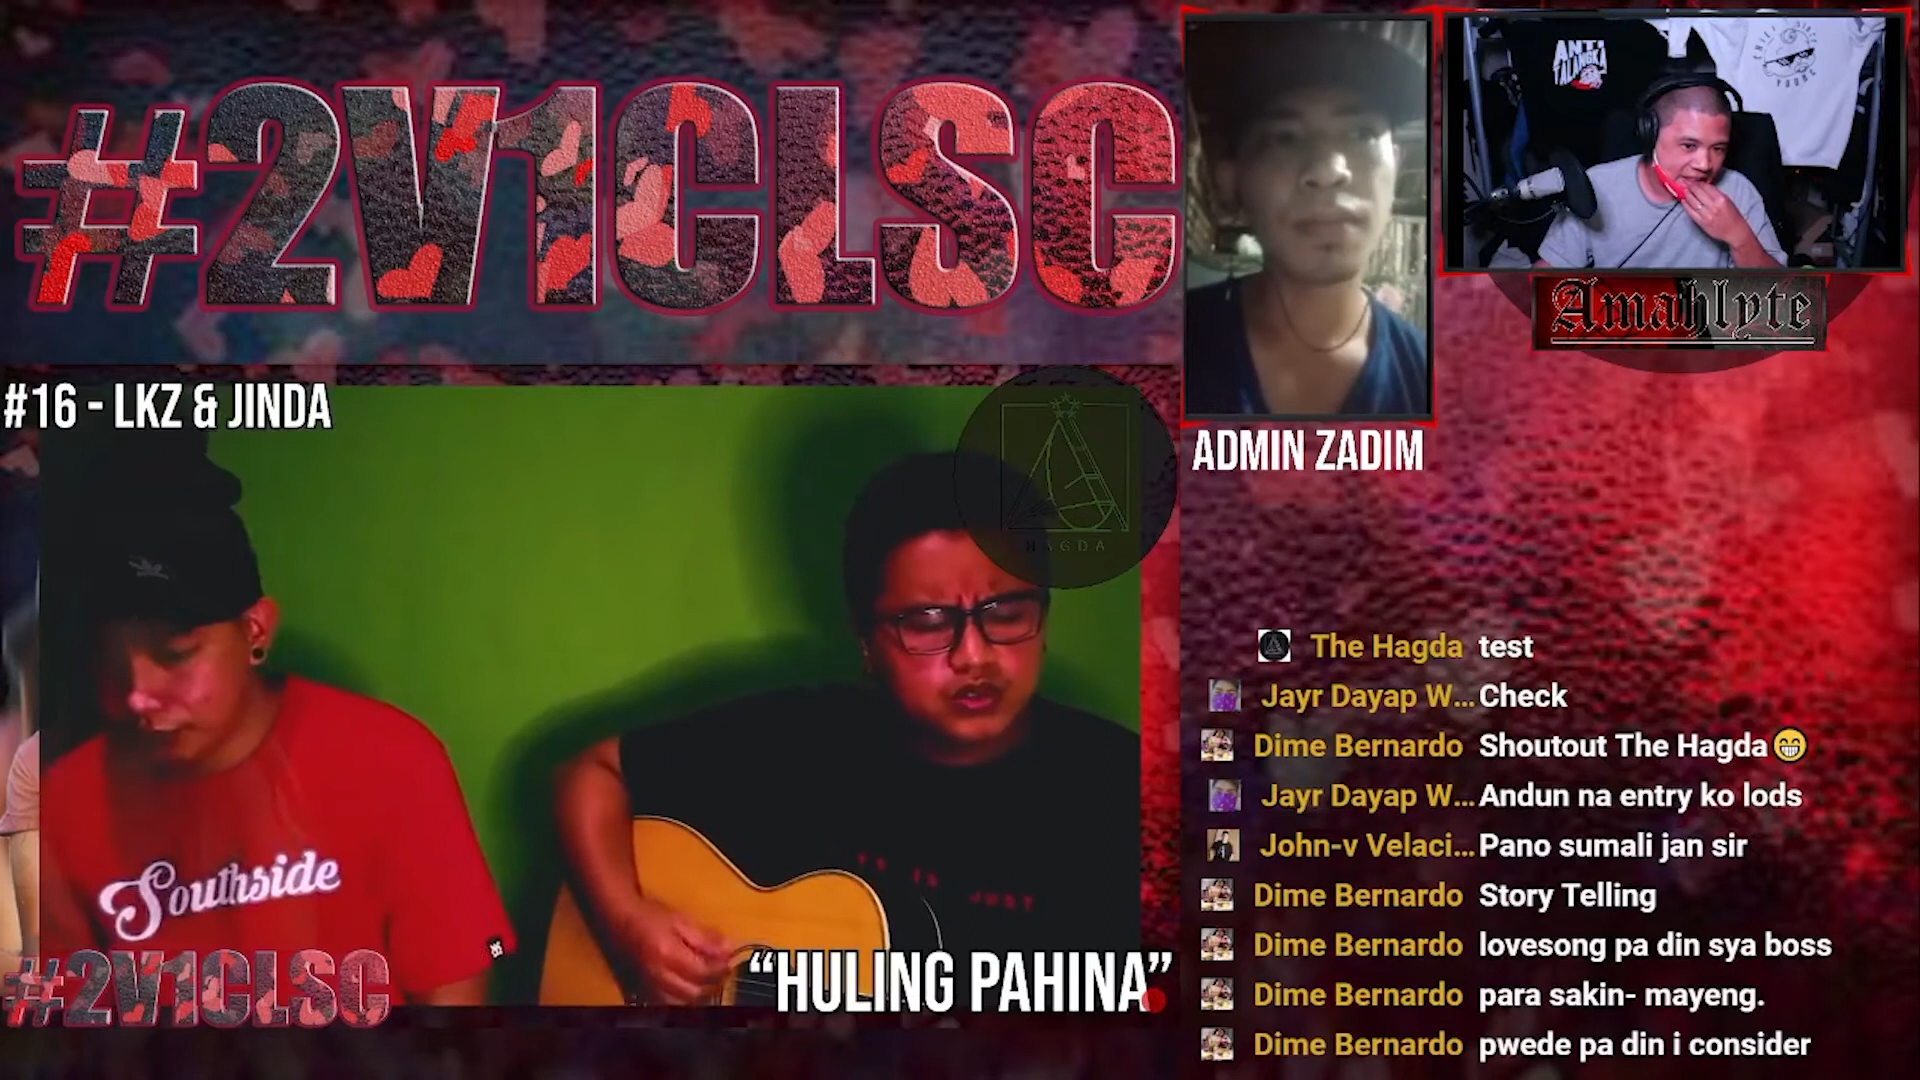 #2V1CLSC
ANTI
TALANGKA
YOUNG
Amahlyte
#16 - LKZ & JINDA
HAGDA
ADMIN ZADIM
Southside
IS JUST
#2V1CLSC
“HULING PAHINA”
The Hagda test
Jayr Dayap W... Check
Dime Bernardo Shoutout The Hagda😁
Jayr Dayap W... Andun na entry ko lods
John-v Velaci... Pano sumali jan sir
Dime Bernardo Story Telling
Dime Bernardo lovesong pa din sya boss
Dime Bernardo para sakin- mayeng.
Dime Bernardo pwede pa din i consider